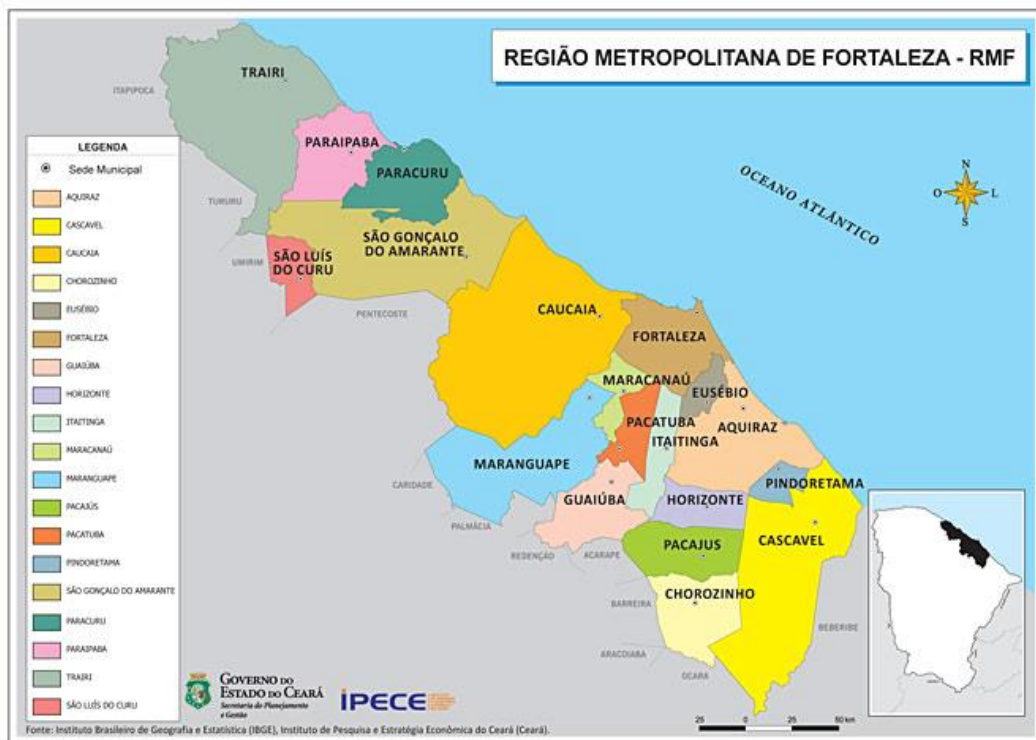 REGIÃO METROPOLITANA DE FORTALEZA - RMF
TRAIRI
ITAPIPOCA
PARAIPABA
PARACURU
LEGENDA
Sede Municipal
AQUIRAZ
CASCAVEL
CAUCAIA
CHOROZINHO
EUSÉBIO
FORTALEZA
GUAIÚBA
HORIZONTE
ITAITINGA
MARACANAÚ
MARANGUAPE
PACAJÚS
PACATUBA
PINDORETAMA
SÃO GONÇALO DO AMARANTE
PARACURU
PARAIPABA
TRAIRI
SÃO LUÍS DO CURU
OCEANO ATLÂNTICO
N
O
L
S
TURURU
SÃO GONÇALO
DO AMARANTE
UMIRIM
SÃO LUÍS
DO CURU
PENTECOSTE
CAUCAIA
FORTALEZA
MARACANAÚ
EUSÉBIO
PACATUBA
AQUIRAZ
ITAITINGA
MARANGUAPE
CARIDADE
PINDORETAMA
GUAIÚBA
HORIZONTE
PALMÁCIA
CASCAVEL
PACAJUS
REDENÇÃO
ACARAPE
CHOROZINHO
BARREIRA
BEBERIBE
ARACOIABA
OCARA
GOVERNO DO
ESTADO DO CEARÁ
Secretaria do Planejamento
e Gestão
IPECE
25
0
25
50 km
Fonte: Instituto Brasileiro de Geografia e Estatística (IBGE), Instituto de Pesquisa e Estratégia Econômica do Ceará (Ceará).